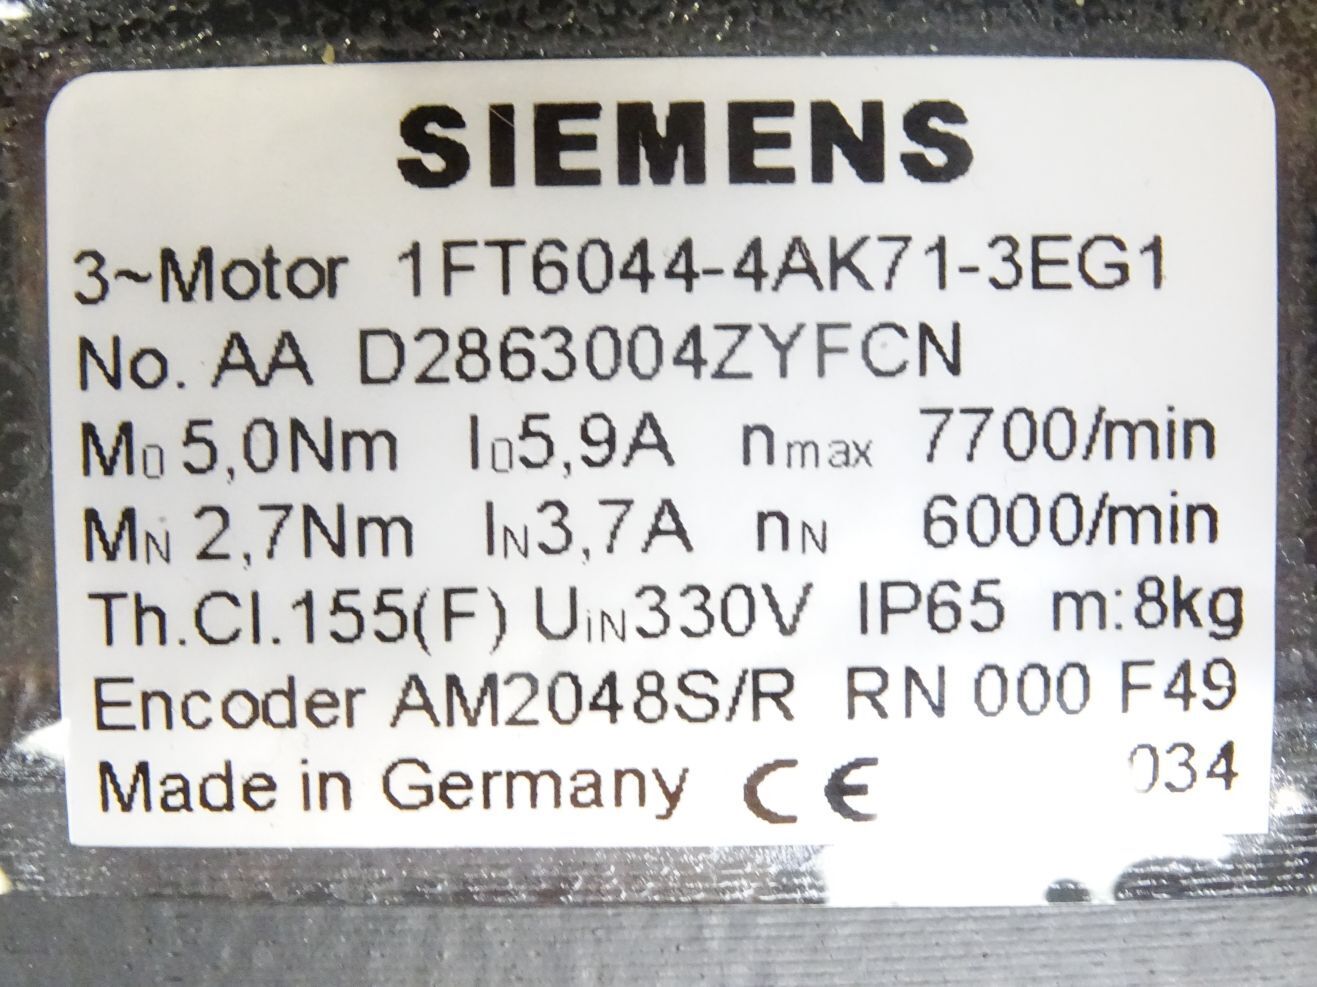 SIEMENS
3~Motor 1FT6044-4AK71-3EG1
No. AA D2863004ZYFCN
M0 5,0Nm I0 5,9A nmax 7700/min
MN 2,7Nm IN 3,7A nN 6000/min
Th.Cl.155(F) UiN 330V IP65 m:8kg
Encoder AM2048S/R RN 000 F49
Made in Germany CE 034